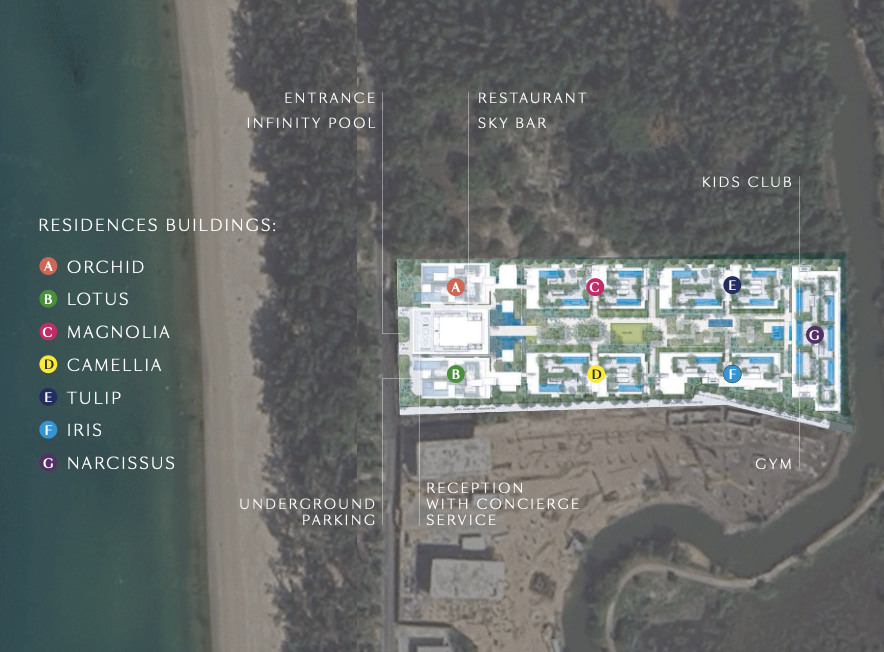 ENTRANCE
INFINITY POOL
RESTAURANT
SKY BAR
KIDS CLUB
RESIDENCES BUILDINGS:
A ORCHID
B LOTUS
C MAGNOLIA
D CAMELLIA
E TULIP
F IRIS
G NARCISSUS
A
C
E
G
B
D
F
GYM
UNDERGROUND
PARKING
RECEPTION
WITH CONCIERGE
SERVICE